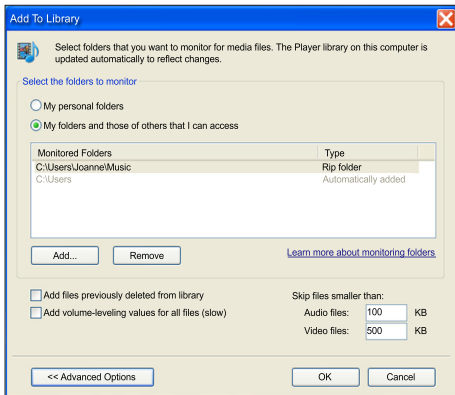 Add To Library
Select folders that you want to monitor for media files. The Player library on this computer is
updated automatically to reflect changes.
Select the folders to monitor
My personal folders
My folders and those of others that I can access
Monitored Folders Type
C:\Users\Joanne\Music Rip folder
C:\Users Automatically added
Add... Remove Learn more about monitoring folders
Add files previously deleted from library Skip files smaller than:
Add volume-leveling values for all files (slow) Audio files: 100 KB
Video files: 500 KB
<< Advanced Options OK Cancel